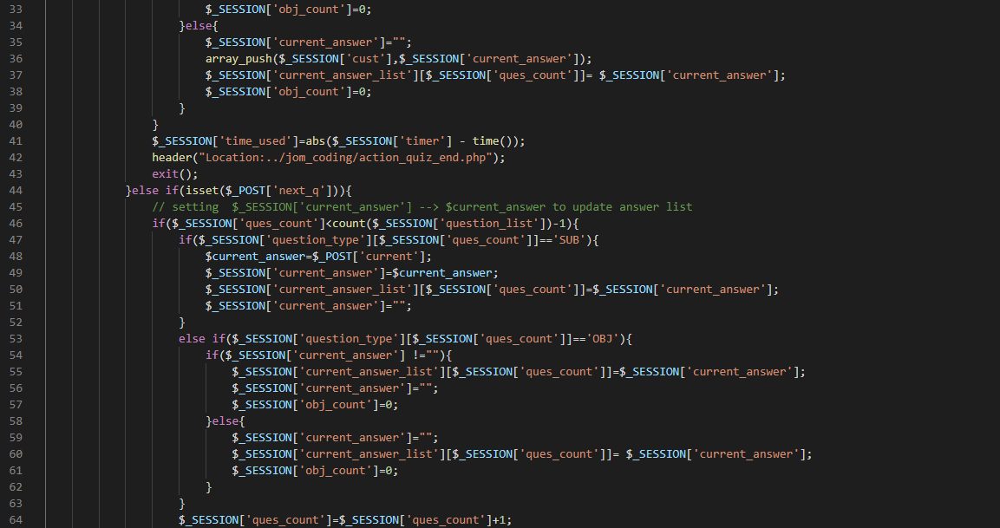 33 $_SESSION['obj_count']=0;
34 }else{
35 $_SESSION['current_answer']="";
36 array_push($_SESSION['cust'],$_SESSION['current_answer']);
37 $_SESSION['current_answer_list'][$_SESSION['ques_count']]= $_SESSION['current_answer'];
38 $_SESSION['obj_count']=0;
39 }
40 }
41 $_SESSION['time_used']=abs($_SESSION['timer'] - time());
42 header("Location:../jom_coding/action_quiz_end.php");
43 exit();
44 }else if(isset($_POST['next_q'])){
45 // setting  $_SESSION['current_answer'] --> $current_answer to update answer list
46 if($_SESSION['ques_count']<count($_SESSION['question_list'])-1){
47 if($_SESSION['question_type'][$_SESSION['ques_count']]=='SUB'){
48 $current_answer=$_POST['current'];
49 $_SESSION['current_answer']=$current_answer;
50 $_SESSION['current_answer_list'][$_SESSION['ques_count']]=$_SESSION['current_answer'];
51 $_SESSION['current_answer']="";
52 }
53 else if($_SESSION['question_type'][$_SESSION['ques_count']]=='OBJ'){
54 if($_SESSION['current_answer'] !=""){
55 $_SESSION['current_answer_list'][$_SESSION['ques_count']]=$_SESSION['current_answer'];
56 $_SESSION['current_answer']="";
57 $_SESSION['obj_count']=0;
58 }else{
59 $_SESSION['current_answer']="";
60 $_SESSION['current_answer_list'][$_SESSION['ques_count']]= $_SESSION['current_answer'];
61 $_SESSION['obj_count']=0;
62 }
63 }
64 $_SESSION['ques_count']=$_SESSION['ques_count']+1;